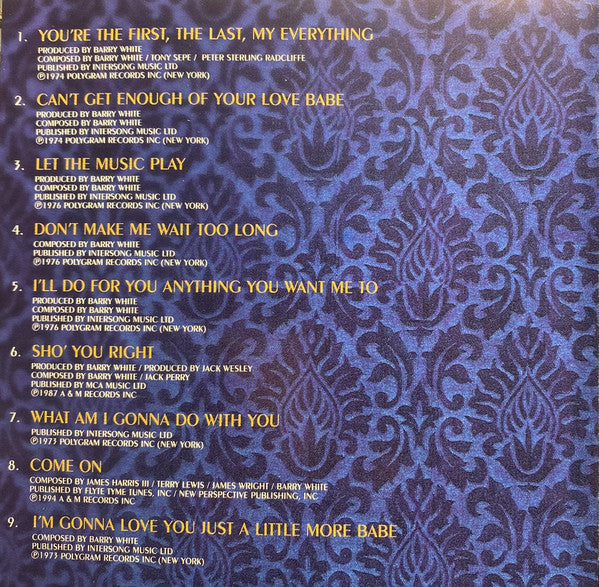 1. YOU'RE THE FIRST, THE LAST, MY EVERYTHING
PRODUCED BY BARRY WHITE
COMPOSED BY BARRY WHITE / TONY SEPE / PETER STERLING RADCLIFFE
PUBLISHED BY INTERSONG MUSIC LTD
℗1974 POLYGRAM RECORDS INC (NEW YORK)
2. CAN'T GET ENOUGH OF YOUR LOVE BABE
PRODUCED BY BARRY WHITE
COMPOSED BY BARRY WHITE
PUBLISHED BY INTERSONG MUSIC LTD
℗1974 POLYGRAM RECORDS INC (NEW YORK)
3. LET THE MUSIC PLAY
PRODUCED BY BARRY WHITE
COMPOSED BY BARRY WHITE
PUBLISHED BY INTERSONG MUSIC LTD
℗1976 POLYGRAM RECORDS INC (NEW YORK)
4. DON'T MAKE ME WAIT TOO LONG
COMPOSED BY BARRY WHITE
PUBLISHED BY INTERSONG MUSIC LTD
℗1976 POLYGRAM RECORDS INC (NEW YORK)
5. I'LL DO FOR YOU ANYTHING YOU WANT ME TO
PRODUCED BY BARRY WHITE
COMPOSED BY BARRY WHITE
PUBLISHED BY INTERSONG MUSIC LTD
℗1976 POLYGRAM RECORDS INC (NEW YORK)
6. SHO' YOU RIGHT
PRODUCED BY BARRY WHITE / PRODUCED BY JACK WESLEY
COMPOSED BY BARRY WHITE / JACK PERRY
PUBLISHED BY MCA MUSIC LTD
℗1987 A & M RECORDS INC
7. WHAT AM I GONNA DO WITH YOU
PUBLISHED BY INTERSONG MUSIC LTD
℗1973 POLYGRAM RECORDS INC (NEW YORK)
8. COME ON
COMPOSED BY JAMES HARRIS III / TERRY LEWIS / JAMES WRIGHT / BARRY WHITE
PUBLISHED BY FLYTE TYME TUNES, INC / NEW PERSPECTIVE PUBLISHING, INC
℗1994 A & M RECORDS INC
9. I'M GONNA LOVE YOU JUST A LITTLE MORE BABE
COMPOSED BY BARRY WHITE
PUBLISHED BY INTERSONG MUSIC LTD
℗1973 POLYGRAM RECORDS INC (NEW YORK)